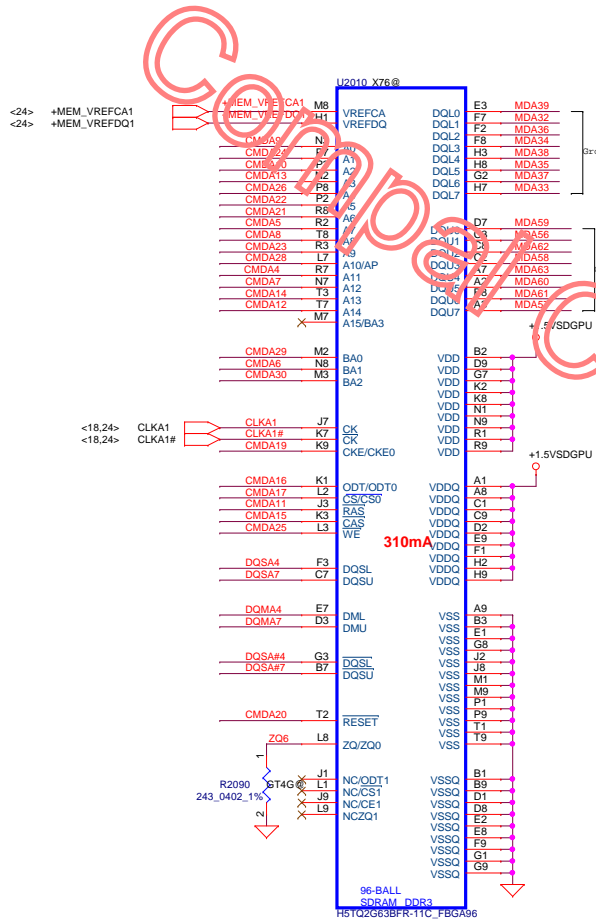 Compal C
U2010 X76@
<24> +MEM_VREFCA1 +MEM_VREFCA1 M8 VREFCA DQL0 E3 MDA39
<24> +MEM_VREFDQ1 H1 VREFDQ DQL1 F7 MDA32
DQL2 F2 MDA36
DQL3 F8 MDA34
DQL4 H3 MDA38
DQL5 H8 MDA35
DQL6 G2 MDA37
DQL7 H7 MDA33
CMDA9 A0
CMDA24 A1
A2
CMDA13 N2 A3
CMDA26 P8
CMDA22 P2 A5
CMDA21 R8 A6
CMDA5 R2 A7 D7 MDA59
CMDA8 T8 A8 DQU1 MDA56
CMDA23 R3 A9 DQU2 C8 MDA62
CMDA28 L7 A10/AP DQU3 MDA58
CMDA4 R7 A11 A7 MDA63
CMDA7 N7 A12 DQU5 MDA60
CMDA14 T3 A13 MDA61
CMDA12 T7 A14 DQU7
M7 A15/BA3
+1.5VSDGPU
CMDA29 M2 BA0 VDD B2
CMDA6 N8 BA1 VDD D9
CMDA30 M3 BA2 VDD G7
VDD K2
VDD K8
VDD N1
<18,24> CLKA1 CLKA1 J7 CK VDD N9
<18,24> CLKA1# CLKA1# K7 CK VDD R1
CMDA19 K9 CKE/CKE0 VDD R9
+1.5VSDGPU
CMDA16 K1 ODT/ODT0 VDDQ A1
CMDA17 L2 CS/CS0 VDDQ A8
CMDA11 J3 RAS VDDQ C1
CMDA15 K3 CAS VDDQ C9
CMDA25 L3 WE VDDQ D2
310mA VDDQ E9
VDDQ F1
DQSA4 F3 DQSL VDDQ H2
DQSA7 C7 DQSU VDDQ H9
DQMA4 E7 DML VSS A9
DQMA7 D3 DMU VSS B3
VSS E1
VSS G8
DQSA#4 G3 DQSL VSS J2
DQSA#7 B7 DQSU VSS J8
VSS M1
VSS M9
VSS P1
CMDA20 T2 RESET VSS P9
VSS T1
ZQ6 L8 ZQ/ZQ0 VSS T9
1
R2090 GT4G@
243_0402_1%
2
J1 NC/ODT1 VSSQ B1
L1 NC/CS1 VSSQ B9
J9 NC/CE1 VSSQ D1
L9 NCZQ1 VSSQ D8
VSSQ E2
VSSQ E8
VSSQ F9
VSSQ G1
VSSQ G9
96-BALL
SDRAM DDR3
H5TQ2G63BFR-11C_FBGA96